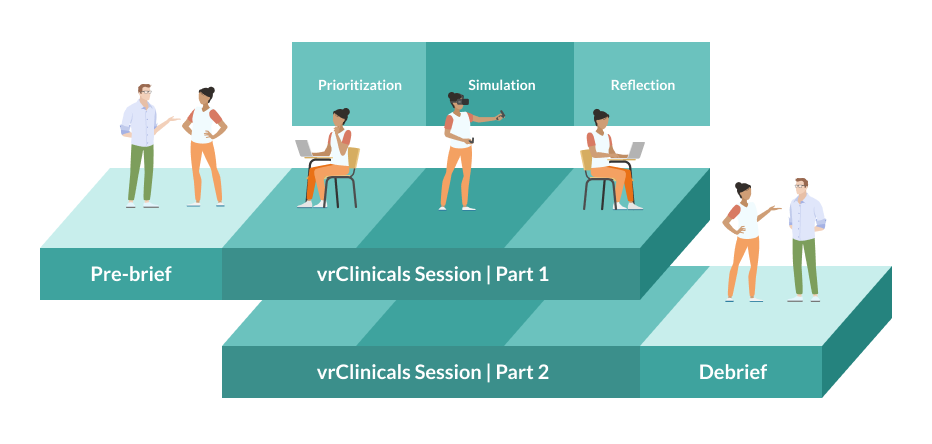 Prioritization
Simulation
Reflection
Pre-brief
vrClinicals Session | Part 1
vrClinicals Session | Part 2
Debrief